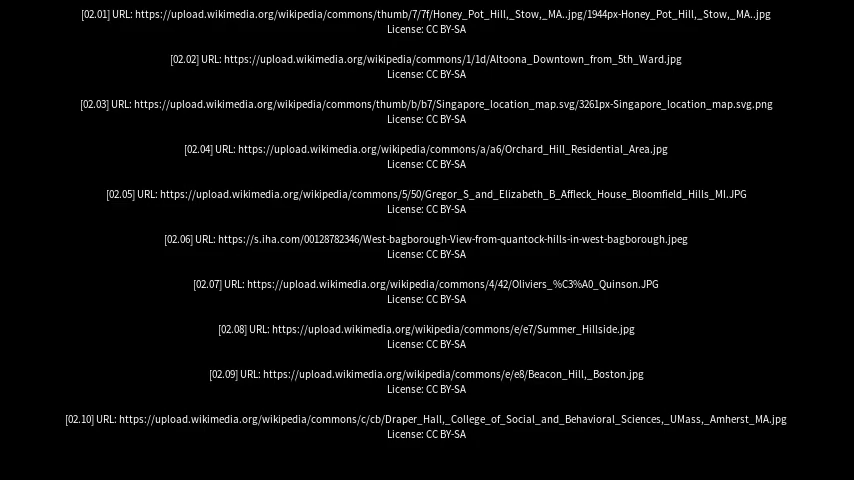 [02.01] URL: https://upload.wikimedia.org/wikipedia/commons/thumb/7/7f/Honey_Pot_Hill,_Stow,_MA..jpg/1944px-Honey_Pot_Hill,_Stow,_MA..jpg
License: CC BY-SA
[02.02] URL: https://upload.wikimedia.org/wikipedia/commons/1/1d/Altoona_Downtown_from_5th_Ward.jpg
License: CC BY-SA
[02.03] URL: https://upload.wikimedia.org/wikipedia/commons/thumb/b/b7/Singapore_location_map.svg/3261px-Singapore_location_map.svg.png
License: CC BY-SA
[02.04] URL: https://upload.wikimedia.org/wikipedia/commons/a/a6/Orchard_Hill_Residential_Area.jpg
License: CC BY-SA
[02.05] URL: https://upload.wikimedia.org/wikipedia/commons/5/50/Gregor_S_and_Elizabeth_B_Affleck_House_Bloomfield_Hills_MI.JPG
License: CC BY-SA
[02.06] URL: https://s.iha.com/00128782346/West-bagborough-View-from-quantock-hills-in-west-bagborough.jpeg
License: CC BY-SA
[02.07] URL: https://upload.wikimedia.org/wikipedia/commons/4/42/Oliviers_%C3%A0_Quinson.JPG
License: CC BY-SA
[02.08] URL: https://upload.wikimedia.org/wikipedia/commons/e/e7/Summer_Hillside.jpg
License: CC BY-SA
[02.09] URL: https://upload.wikimedia.org/wikipedia/commons/e/e8/Beacon_Hill,_Boston.jpg
License: CC BY-SA
[02.10] URL: https://upload.wikimedia.org/wikipedia/commons/c/cb/Draper_Hall,_College_of_Social_and_Behavioral_Sciences,_UMass,_Amherst_MA.jpg
License: CC BY-SA